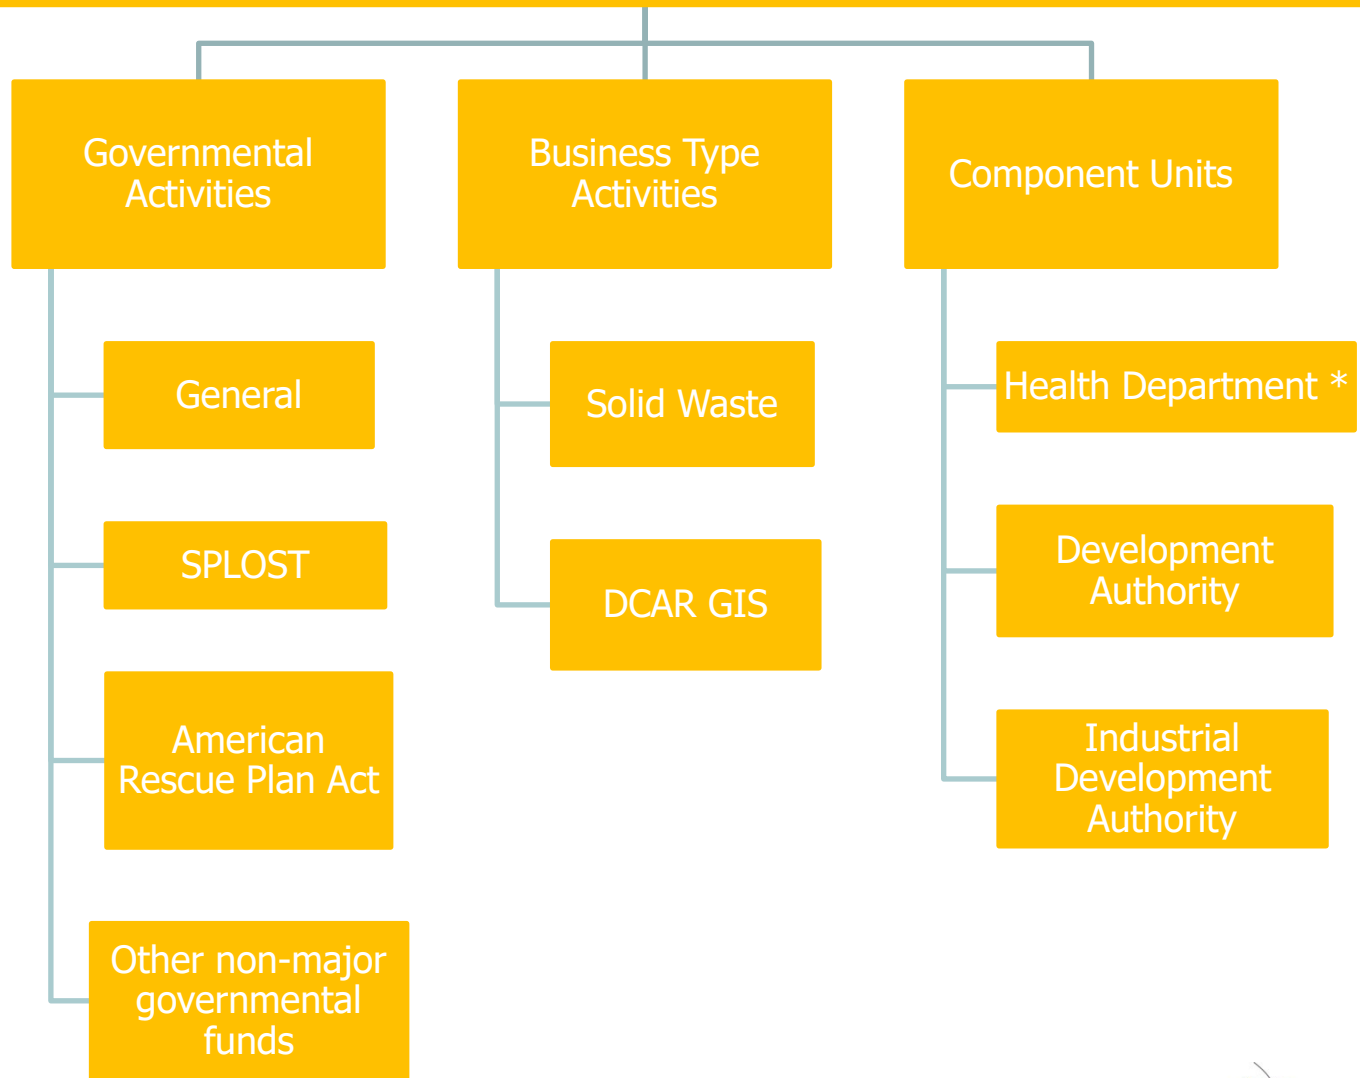 Governmental
Activities
General
SPLOST
American
Rescue Plan Act
Other non-major
governmental
funds
Business Type
Activities
Solid Waste
DCAR GIS
Component Units
Health Department *
Development
Authority
Industrial
Development
Authority